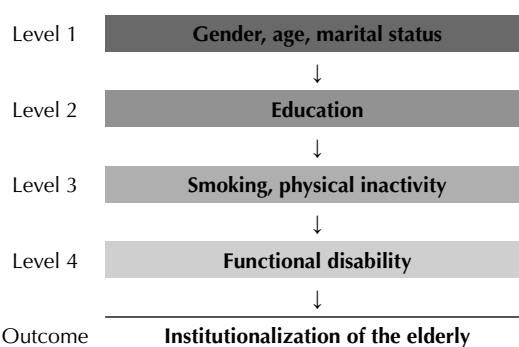 Level 1 Gender, age, marital status
↓
Level 2 Education
↓
Level 3 Smoking, physical inactivity
↓
Level 4 Functional disability
↓
Outcome Institutionalization of the elderly